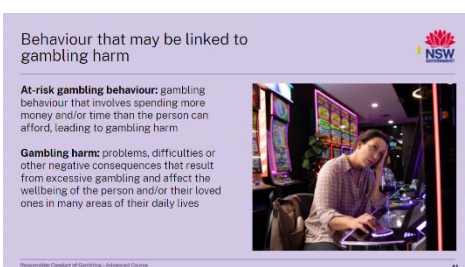 Behaviour that may be linked to
gambling harm
NSW
GOVERNMENT
At-risk gambling behaviour: gambling
behaviour that involves spending more
money and/or time than the person can
afford, leading to gambling harm
Gambling harm: problems, difficulties or
other negative consequences that result
from excessive gambling and affect the
wellbeing of the person and/or their loved
ones in many areas of their daily lives
Responsible Conduct of Gambling - Advanced Course